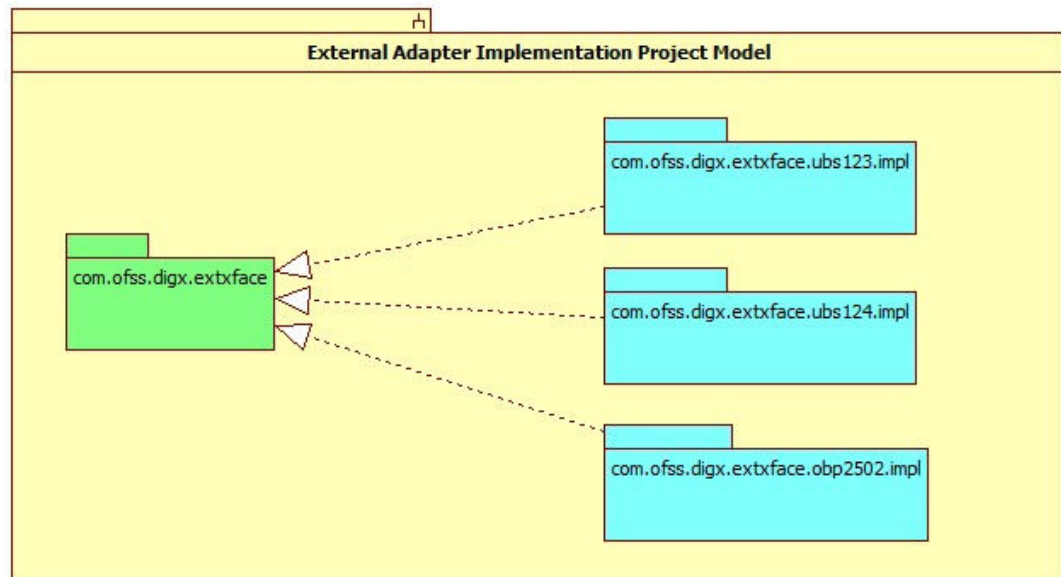 External Adapter Implementation Project Model
com.ofss.digx.extxface.ubs123.impl
com.ofss.digx.extxface
com.ofss.digx.extxface.ubs124.impl
com.ofss.digx.extxface.obp2502.impl